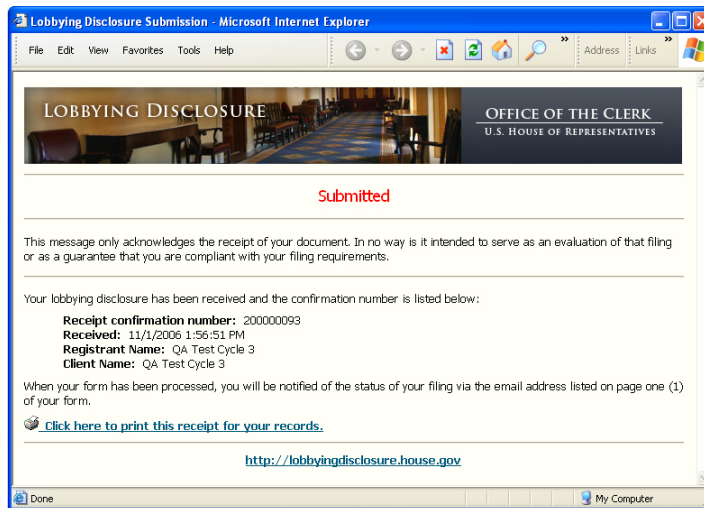 Lobbying Disclosure Submission - Microsoft Internet Explorer
File Edit View Favorites Tools Help » Address Links »
LOBBYING DISCLOSURE
OFFICE OF THE CLERK
U.S. HOUSE OF REPRESENTATIVES
Submitted
This message only acknowledges the receipt of your document. In no way is it intended to serve as an evaluation of that filing
or as a guarantee that you are compliant with your filing requirements.
Your lobbying disclosure has been received and the confirmation number is listed below:
Receipt confirmation number: 200000093
Received: 11/1/2006 1:56:51 PM
Registrant Name: QA Test Cycle 3
Client Name: QA Test Cycle 3
When your form has been processed, you will be notified of the status of your filing via the email address listed on page one (1)
of your form.
Click here to print this receipt for your records.
http://lobbyingdisclosure.house.gov
Done My Computer